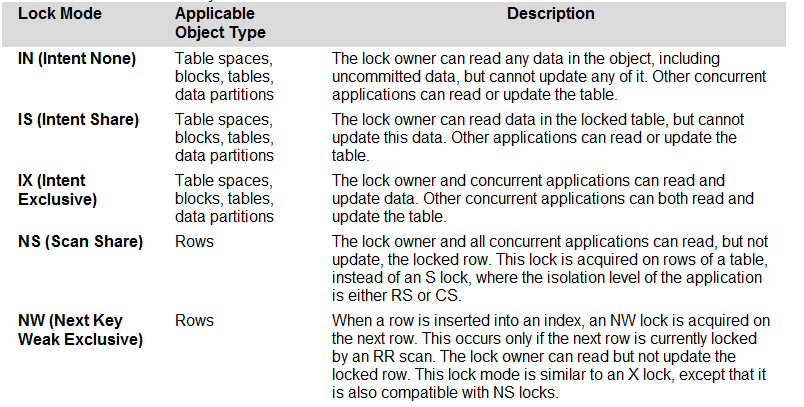 Lock Mode Applicable Object Type Description
IN (Intent None) Table spaces, blocks, tables, data partitions The lock owner can read any data in the object, including
uncommitted data, but cannot update any of it. Other concurrent
applications can read or update the table.
IS (Intent Share) Table spaces, blocks, tables, data partitions The lock owner can read data in the locked table, but cannot
update this data. Other applications can read or update the
table.
IX (Intent Exclusive) Table spaces, blocks, tables, data partitions The lock owner and concurrent applications can read and
update data. Other concurrent applications can both read and
update the table.
NS (Scan Share) Rows The lock owner and all concurrent applications can read, but not
update, the locked row. This lock is acquired on rows of a table,
instead of an S lock, where the isolation level of the application
is either RS or CS.
NW (Next Key Weak Exclusive) Rows When a row is inserted into an index, an NW lock is acquired on
the next row. This occurs only if the next row is currently locked
by an RR scan. The lock owner can read but not update the
locked row. This lock mode is similar to an X lock, except that it
is also compatible with NS locks.